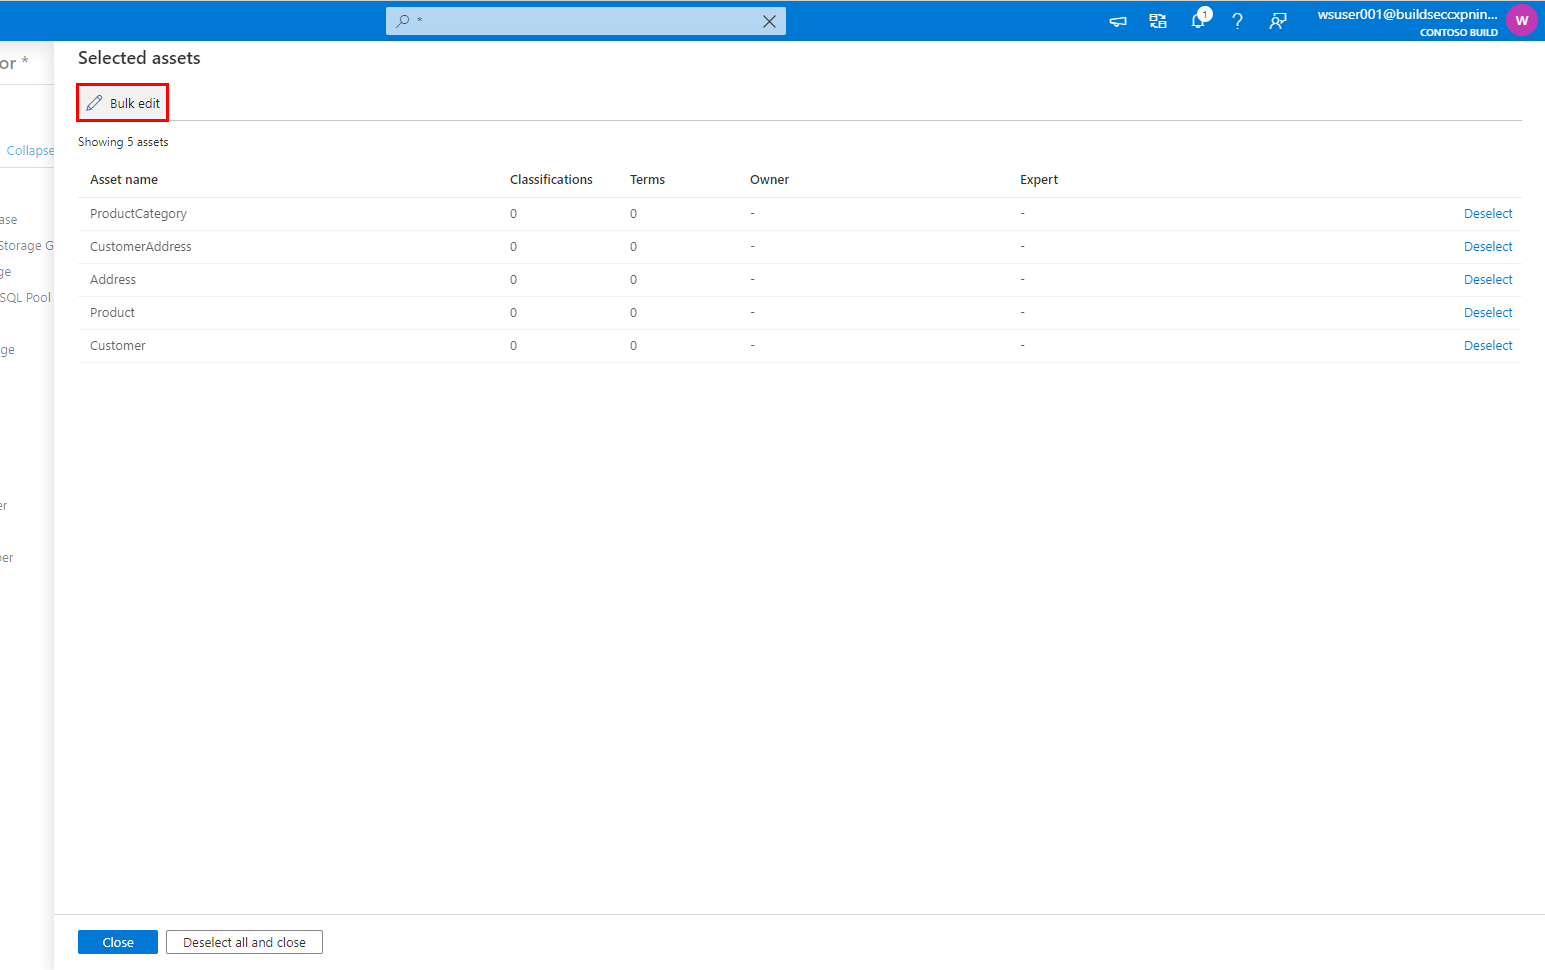 *
1
wsuser001@buildseccxpnin...
CONTOSO BUILD
W
or *
Selected assets
Bulk edit
Showing 5 assets
Collapse
Asset name Classifications Terms Owner Expert
ProductCategory 0 0 - - Deselect
ase
CustomerAddress 0 0 - - Deselect
Storage G
ge
Address 0 0 - - Deselect
SQL Pool
Product 0 0 - - Deselect
Customer 0 0 - - Deselect
ge
er
ber
Close Deselect all and close